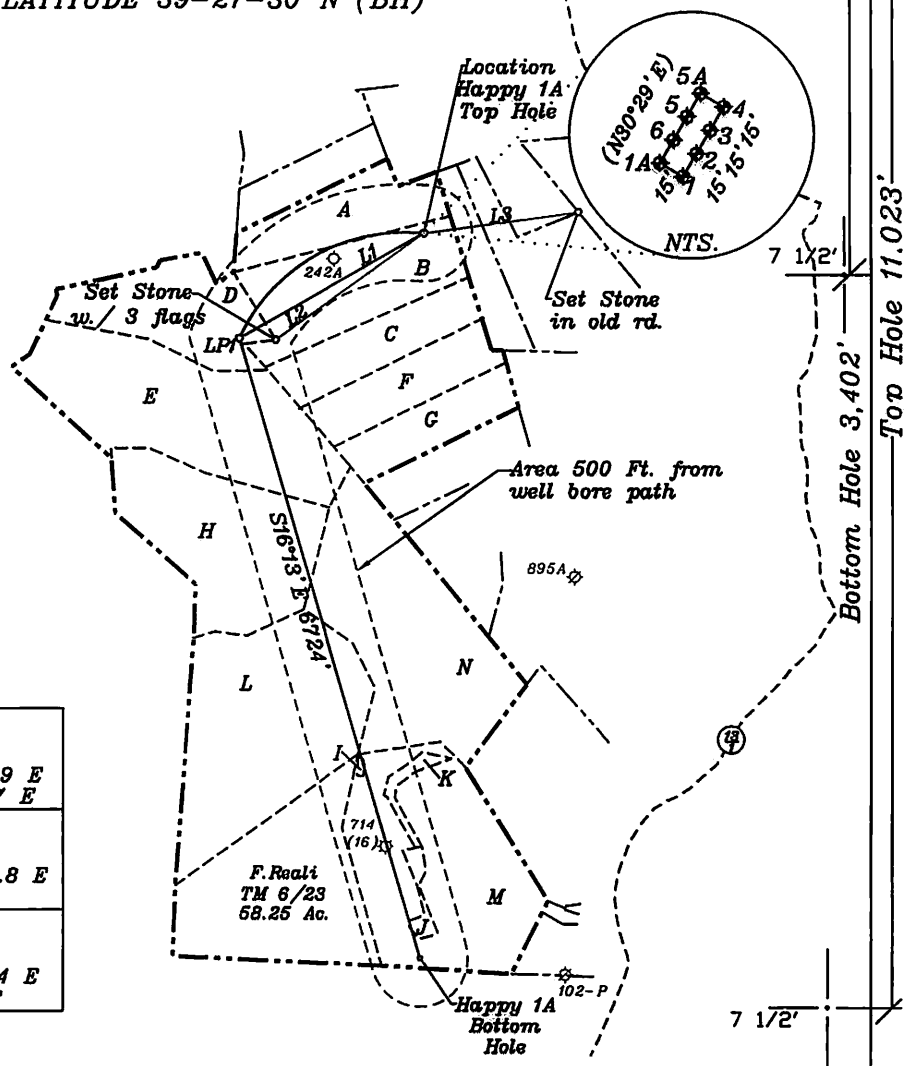 LATITUDE 39-27-30 N (BH)
Location
Happy 1A
Top Hole
(N30°29'E)
5A
5
4
6
3
1A
2
1
15'
15' 15' 15'
NTS.
7 1/2'
A
L1
L3
242A
B
D
L2
Set Stone
w. 3 flags
LP
Set Stone
in old rd.
C
E
F
G
Area 500 Ft. from
well bore path
H
S16°13'E 6724'
895A
L
N
I
K
714
(16)
F.Reali
TM 6/23
58.25 Ac.
M
J
13
1
9 E
E
.8 E
4 E
Happy 1A
Bottom
Hole
102-P
7 1/2'
Bottom Hole 3,402'
Top Hole 11.023'